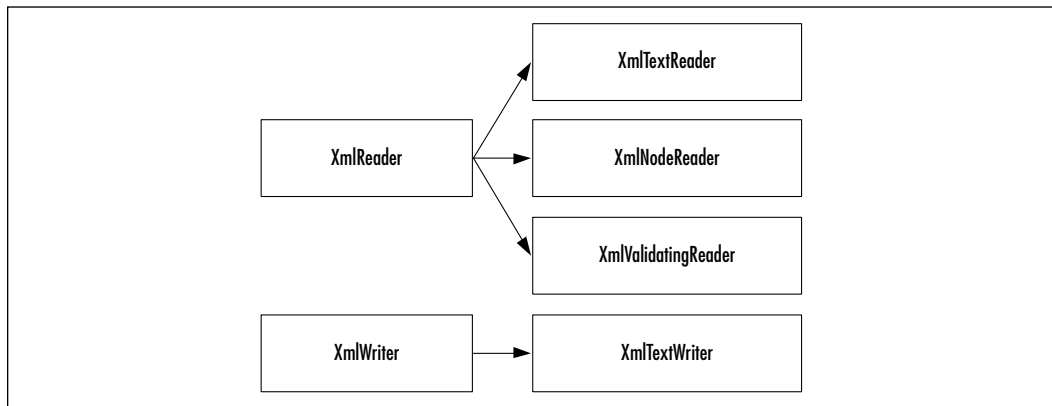 XmlTextReader
XmlReader
XmlNodeReader
XmlValidatingReader
XmlWriter
XmlTextWriter